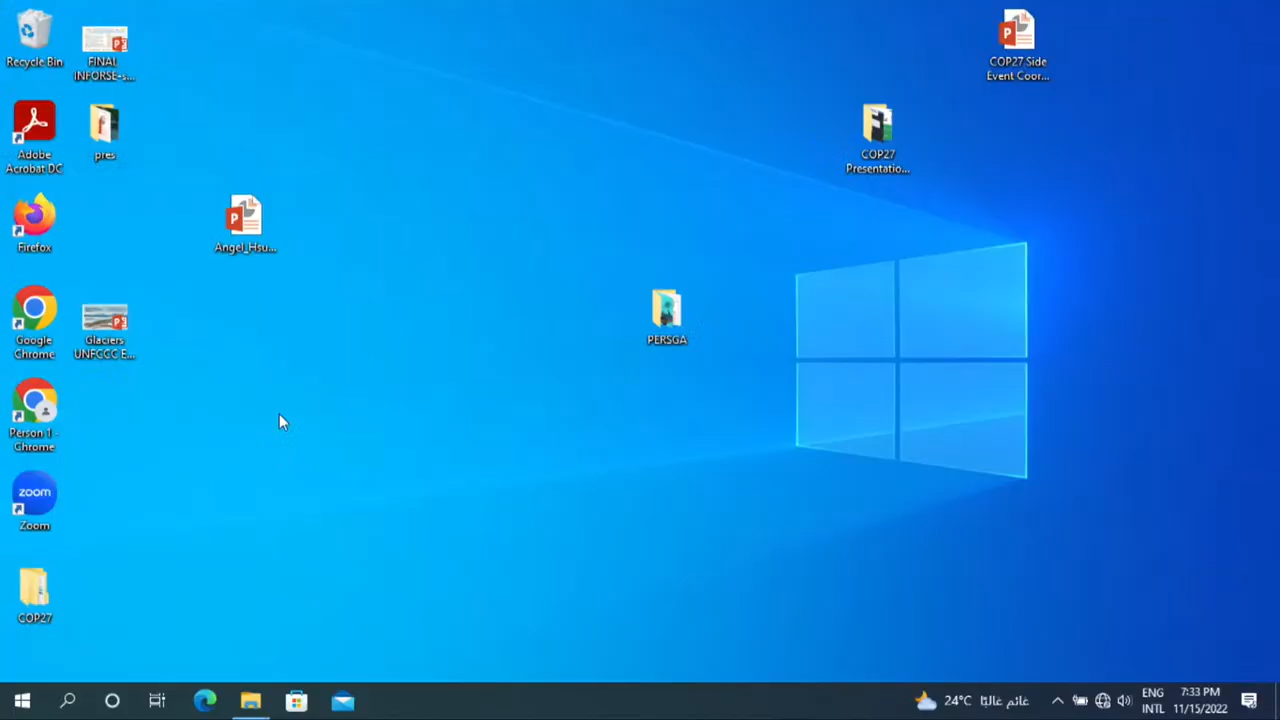 Recycle Bin
FINAL
INFORSE-s...
COP27 Side
Event Coor...
Adobe
Acrobat DC
pres
COP27
Presentatio...
Firefox
Angel_Hsu...
Google
Chrome
Glaciers
UNFCCC E...
PERSGA
Person 1 -
Chrome
zoom
Zoom
COP27
24°C غائم غالبًا
ENG
INTL
7:33 PM
11/15/2022